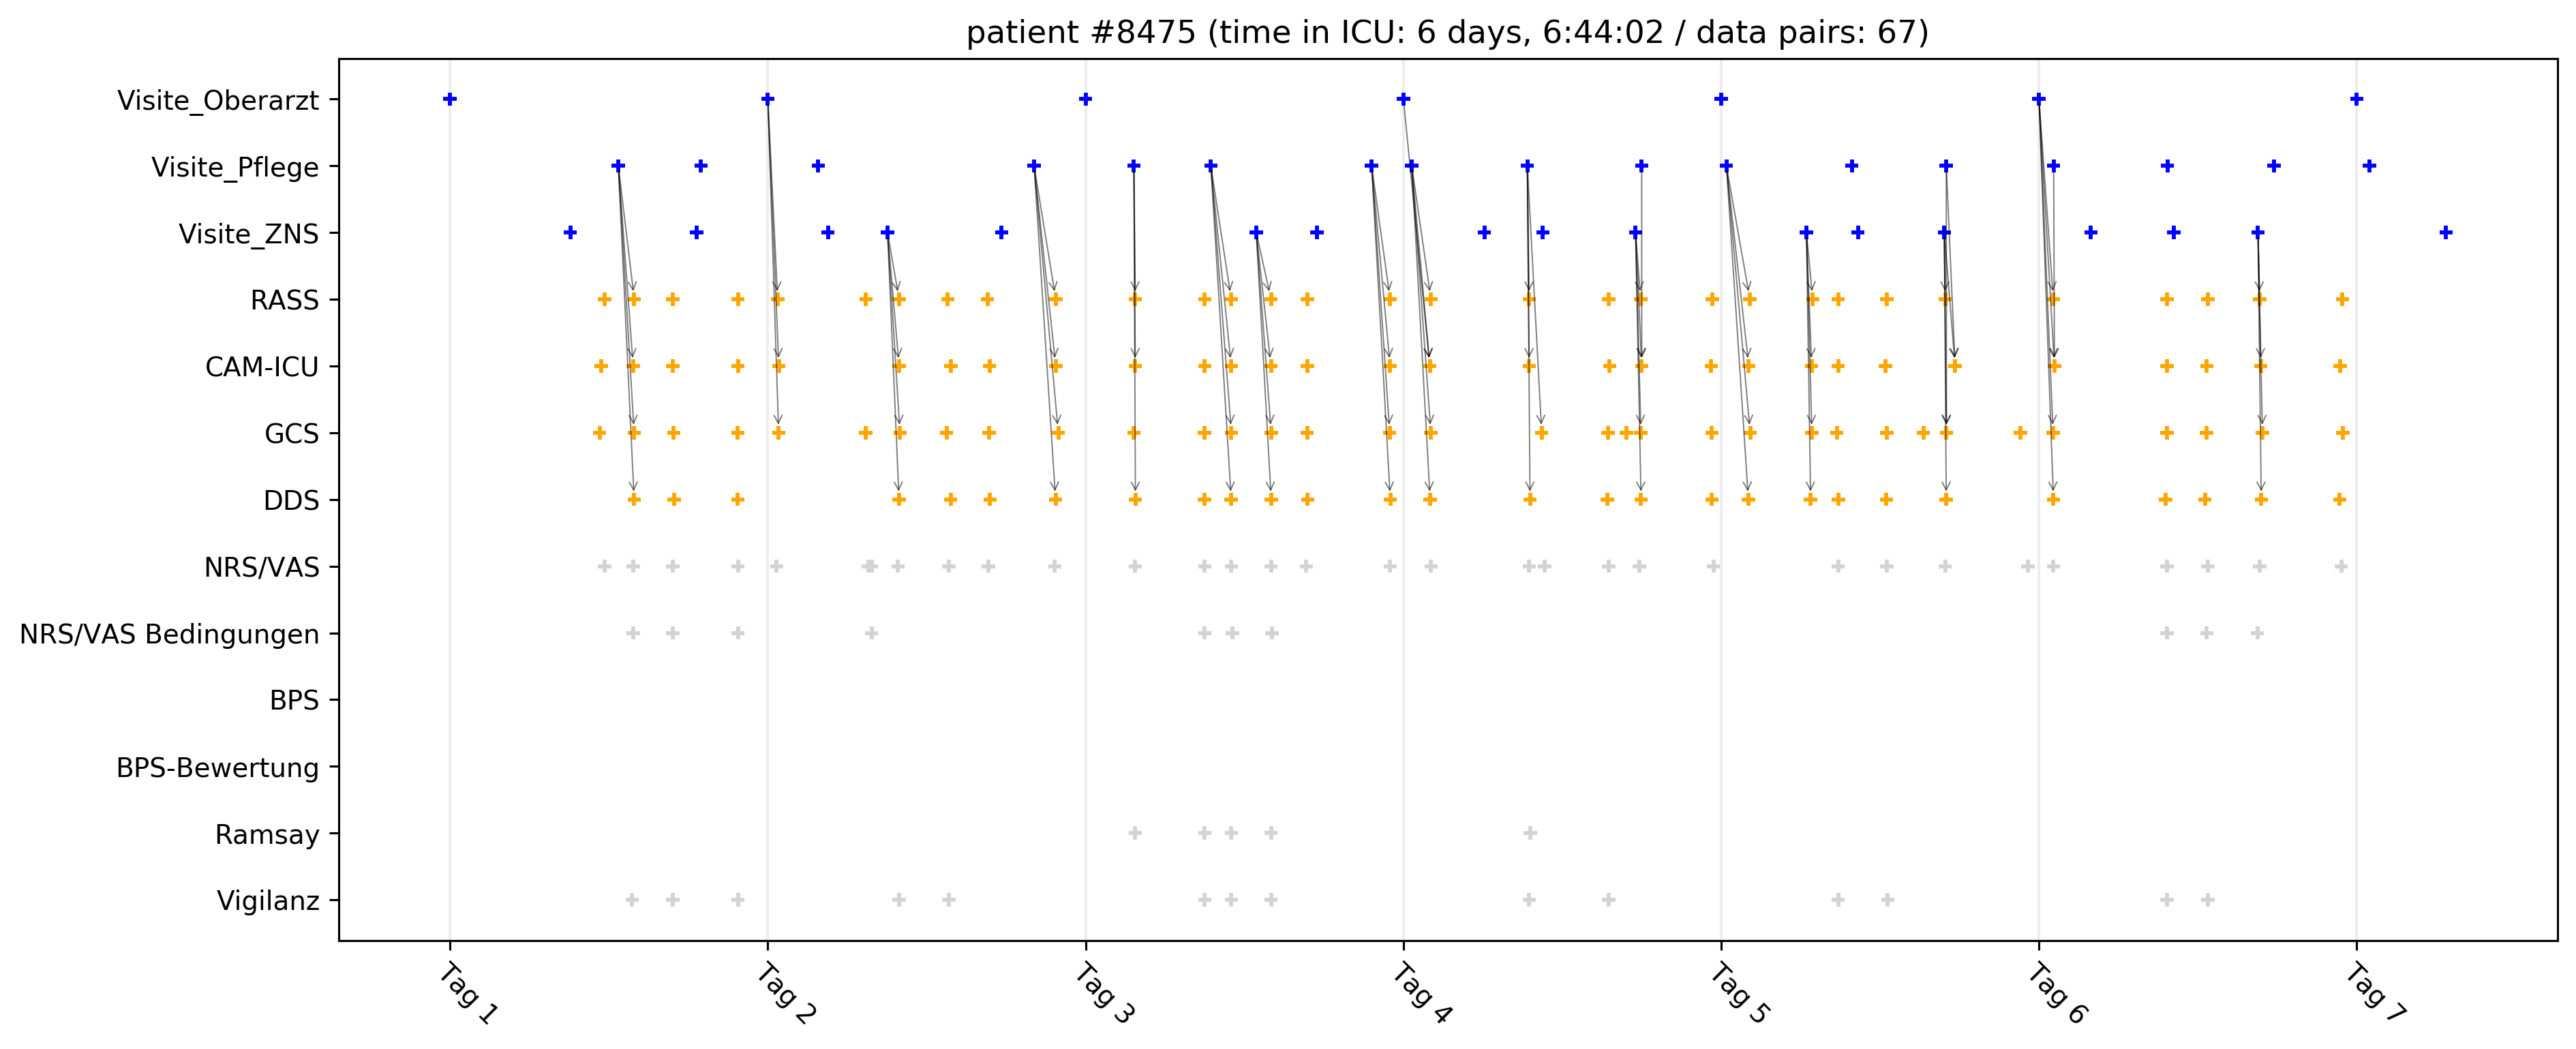 patient #8475 (time in ICU: 6 days, 6:44:02 / data pairs: 67)
Visite_Oberarzt
Visite_Pflege
Visite_ZNS
RASS
CAM-ICU
GCS
DDS
NRS/VAS
NRS/VAS Bedingungen
BPS
BPS-Bewertung
Ramsay
Vigilanz
Tag 1
Tag 2
Tag 3
Tag 4
Tag 5
Tag 6
Tag 7